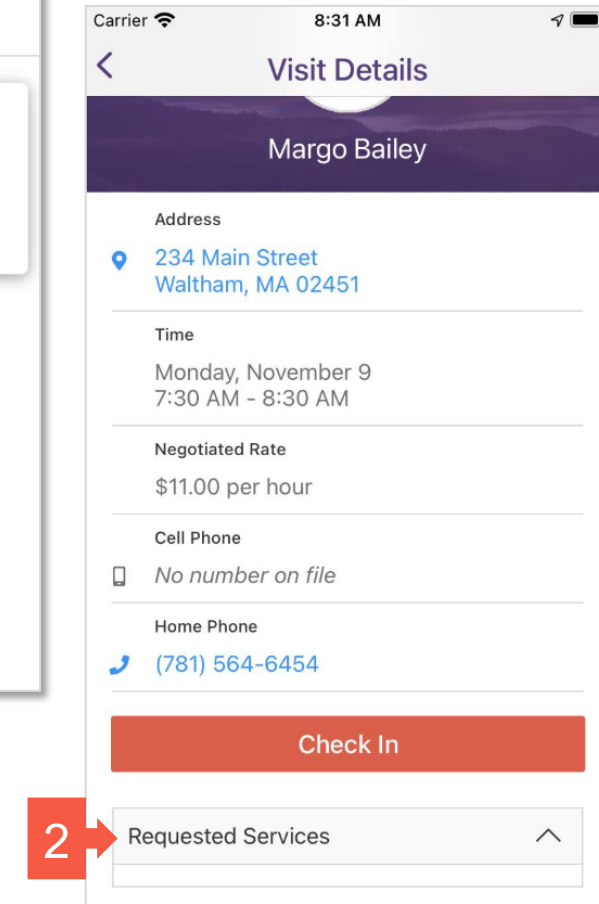 Carrier 8:31 AM
Visit Details
Margo Bailey
Address
234 Main Street
Waltham, MA 02451
Time
Monday, November 9
7:30 AM - 8:30 AM
Negotiated Rate
$11.00 per hour
Cell Phone
No number on file
Home Phone
(781) 564-6454
Check In
2 Requested Services